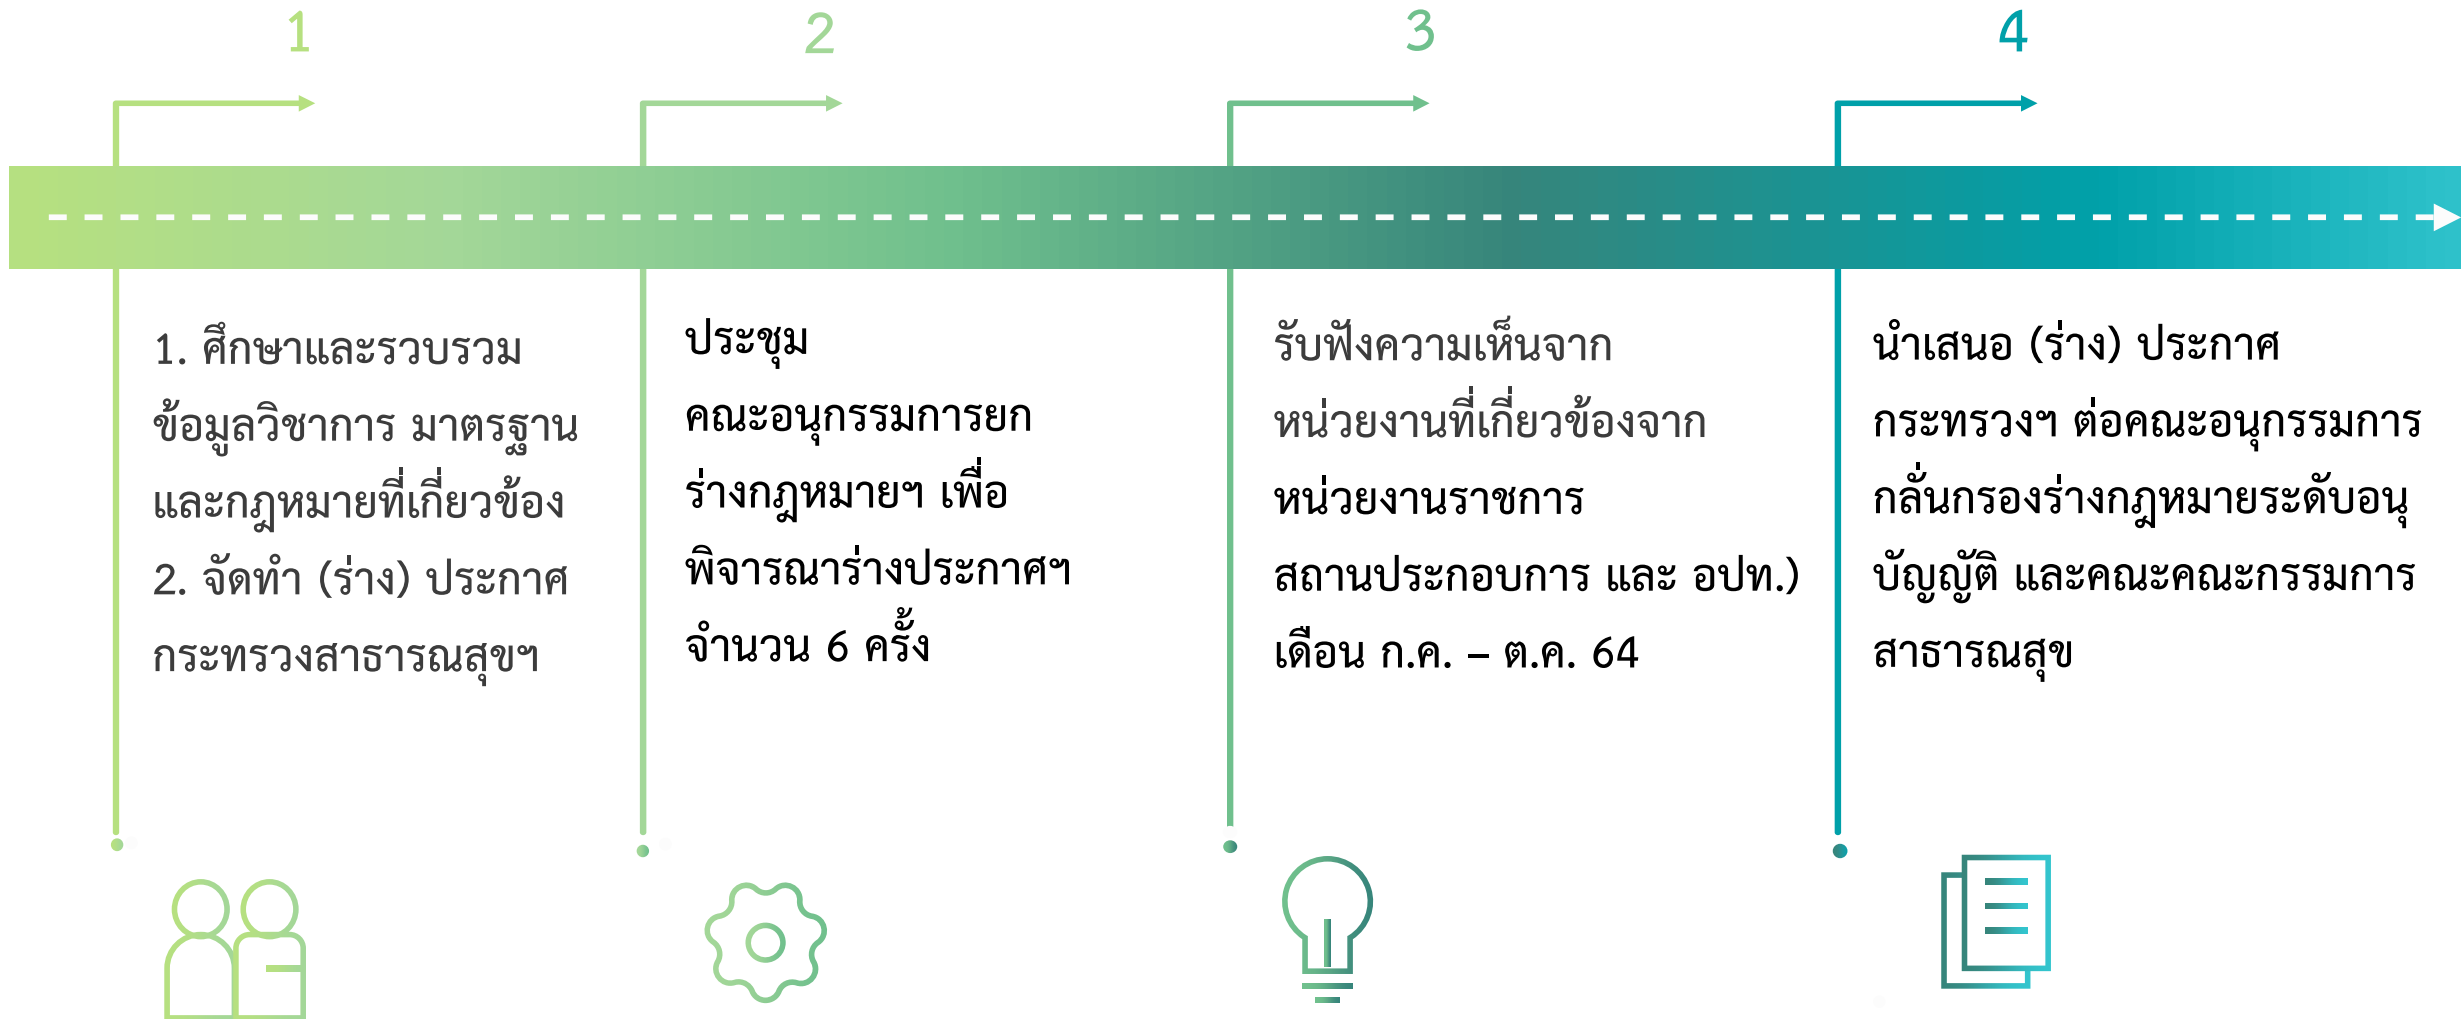 1
2
3
4
1. ศึกษาและรวบรวม
ข้อมูลวิชาการ มาตรฐาน
และกฎหมายที่เกี่ยวข้อง
2. จัดทำ (ร่าง) ประกาศ
กระทรวงสาธารณสุขฯ
ประชุม
คณะอนุกรรมการยก
ร่างกฎหมายฯ เพื่อ
พิจารณาร่างประกาศฯ
จำนวน 6 ครั้ง
รับฟังความเห็นจาก
หน่วยงานที่เกี่ยวข้องจาก
หน่วยงานราชการ
สถานประกอบการ และ อปท.)
เดือน ก.ค. – ต.ค. 64
นำเสนอ (ร่าง) ประกาศ
กระทรวงฯ ต่อคณะอนุกรรมการ
กลั่นกรองร่างกฎหมายระดับอนุ
บัญญัติ และคณะคณะกรรมการ
สาธารณสุข